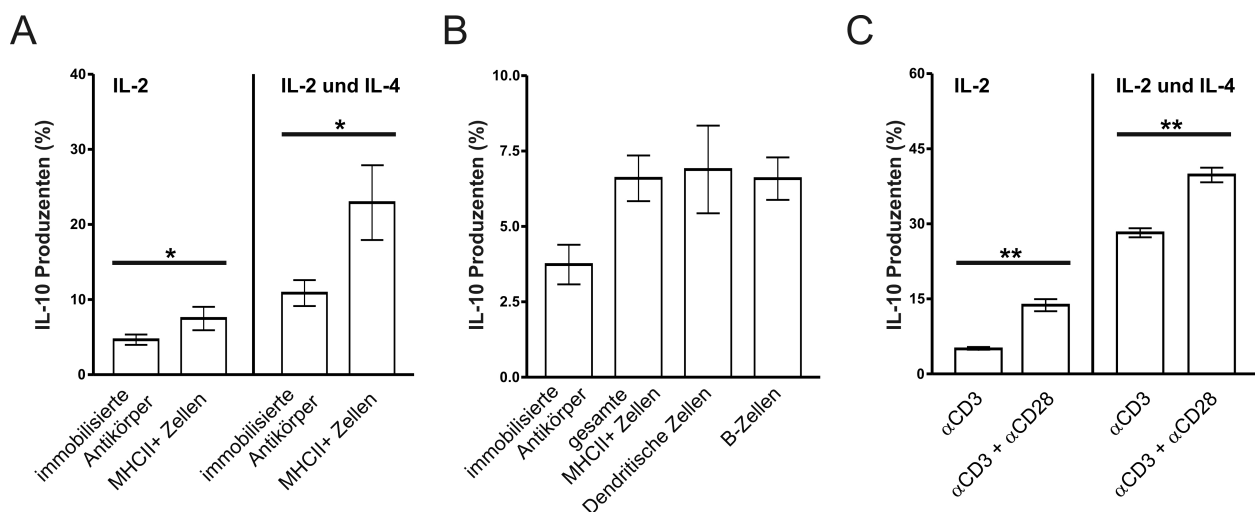 A
IL-10 Produzenten (%)
40
30
20
10
0
IL-2
IL-2 und IL-4
*
*
immobilisierte
Antikörper
MHCII+ Zellen
immobilisierte
Antikörper
MHCII+ Zellen
B
IL-10 Produzenten (%)
10.0
7.5
5.0
2.5
0.0
immobilisierte
Antikörper
gesamte
MHCII+ Zellen
Dendritische Zellen
B-Zellen
C
IL-10 Produzenten (%)
60
45
30
15
0
IL-2
IL-2 und IL-4
**
**
αCD3
αCD3 + αCD28
αCD3
αCD3 + αCD28